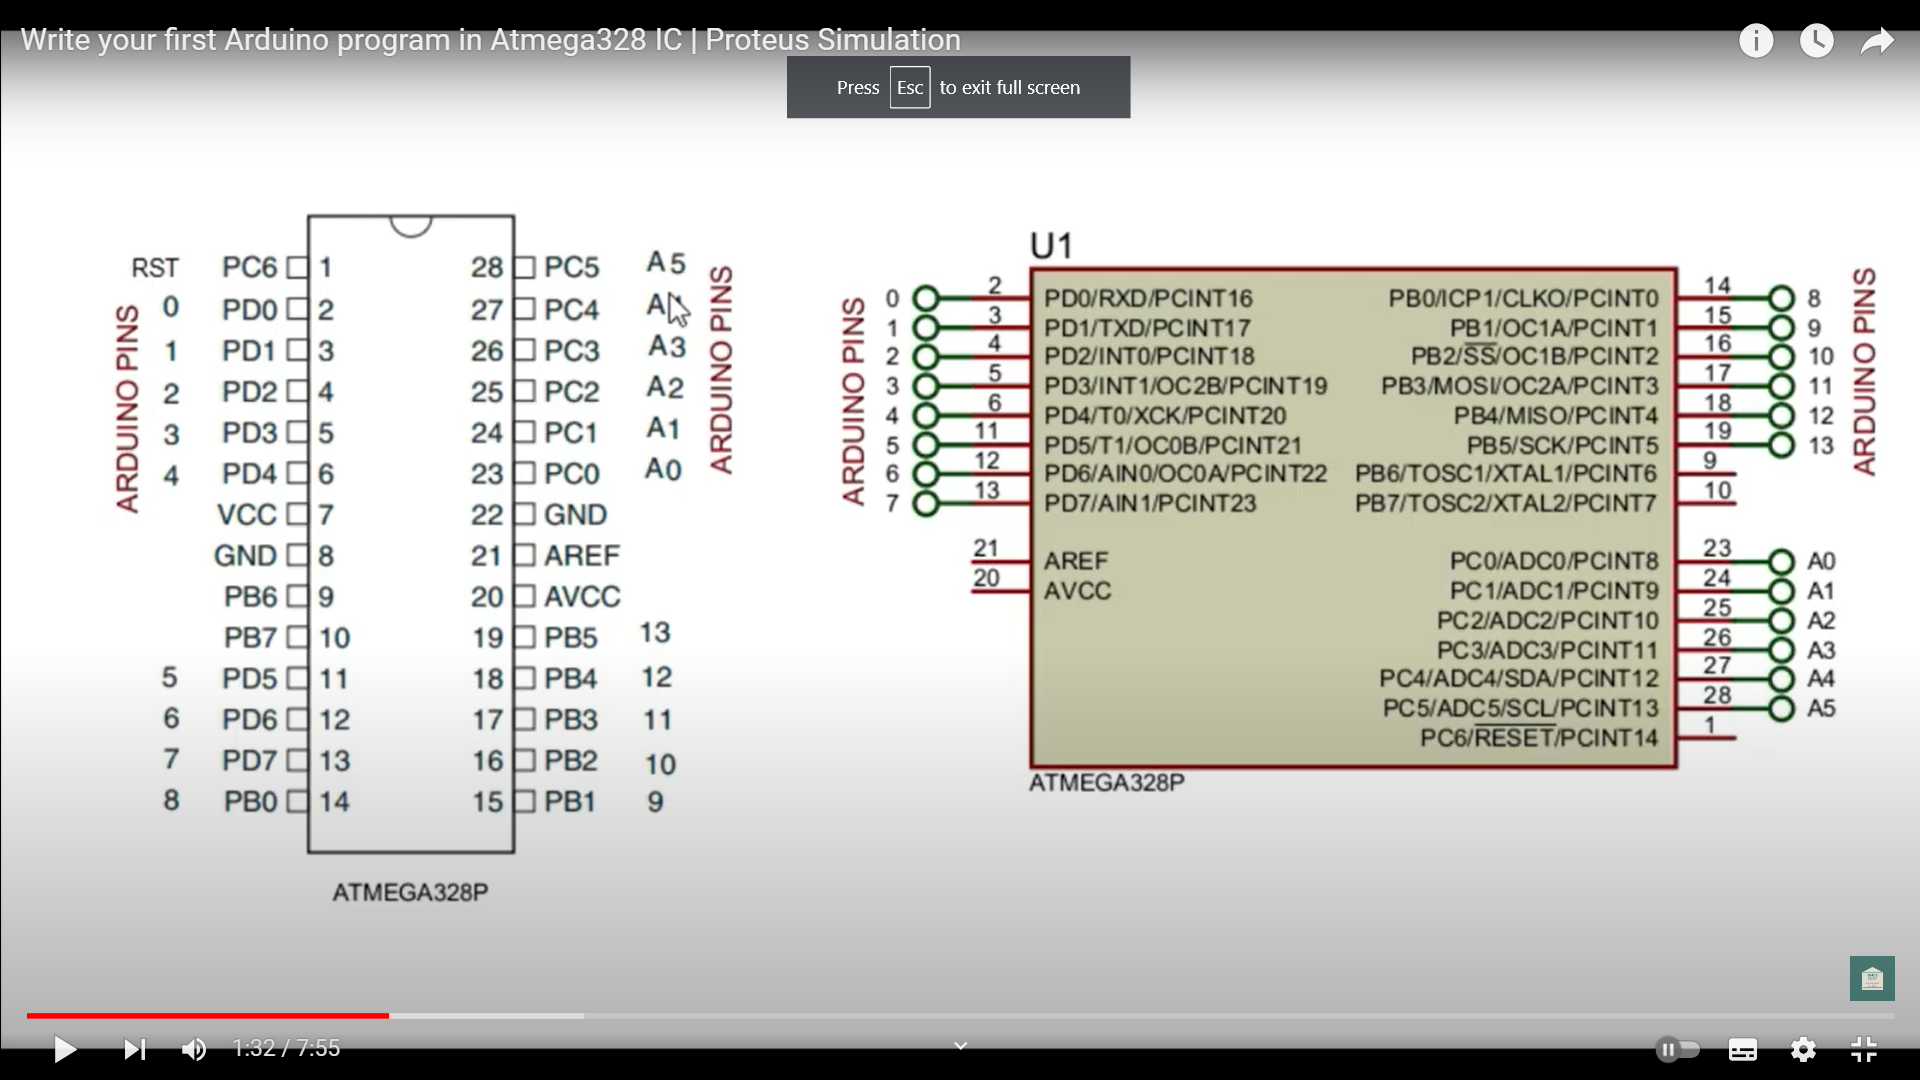 Write your first Arduino program in Atmega328 IC | Proteus Simulation
Press Esc to exit full screen
ARDUINO PINS
RST PC6 1 28 PC5 A5
0 PD0 2 27 PC4
1 PD1 3 26 PC3 A3
2 PD2 4 25 PC2 A2
3 PD3 5 24 PC1 A1
4 PD4 6 23 PC0 A0
VCC 7 22 GND
GND 8 21 AREF
PB6 9 20 AVCC
PB7 10 19 PB5 13
5 PD5 11 18 PB4 12
6 PD6 12 17 PB3 11
7 PD7 13 16 PB2 10
8 PB0 14 15 PB1 9
ARDUINO PINS
ATMEGA328P
U1
ARDUINO PINS
0 2 PD0/RXD/PCINT16
1 3 PD1/TXD/PCINT17
2 4 PD2/INT0/PCINT18
3 5 PD3/INT1/OC2B/PCINT19
4 6 PD4/T0/XCK/PCINT20
5 11 PD5/T1/OC0B/PCINT21
6 12 PD6/AIN0/OC0A/PCINT22
7 13 PD7/AIN1/PCINT23
21 AREF
20 AVCC
PB0/ICP1/CLKO/PCINT0 14 8
PB1/OC1A/PCINT1 15 9
PB2/SS/OC1B/PCINT2 16 10
PB3/MOSI/OC2A/PCINT3 17 11
PB4/MISO/PCINT4 18 12
PB5/SCK/PCINT5 19 13
PB6/TOSC1/XTAL1/PCINT6 9
PB7/TOSC2/XTAL2/PCINT7 10
ARDUINO PINS
PC0/ADC0/PCINT8 23 A0
PC1/ADC1/PCINT9 24 A1
PC2/ADC2/PCINT10 25 A2
PC3/ADC3/PCINT11 26 A3
PC4/ADC4/SDA/PCINT12 27 A4
PC5/ADC5/SCL/PCINT13 28 A5
PC6/RESET/PCINT14 1
ATMEGA328P
1:32 / 7:55